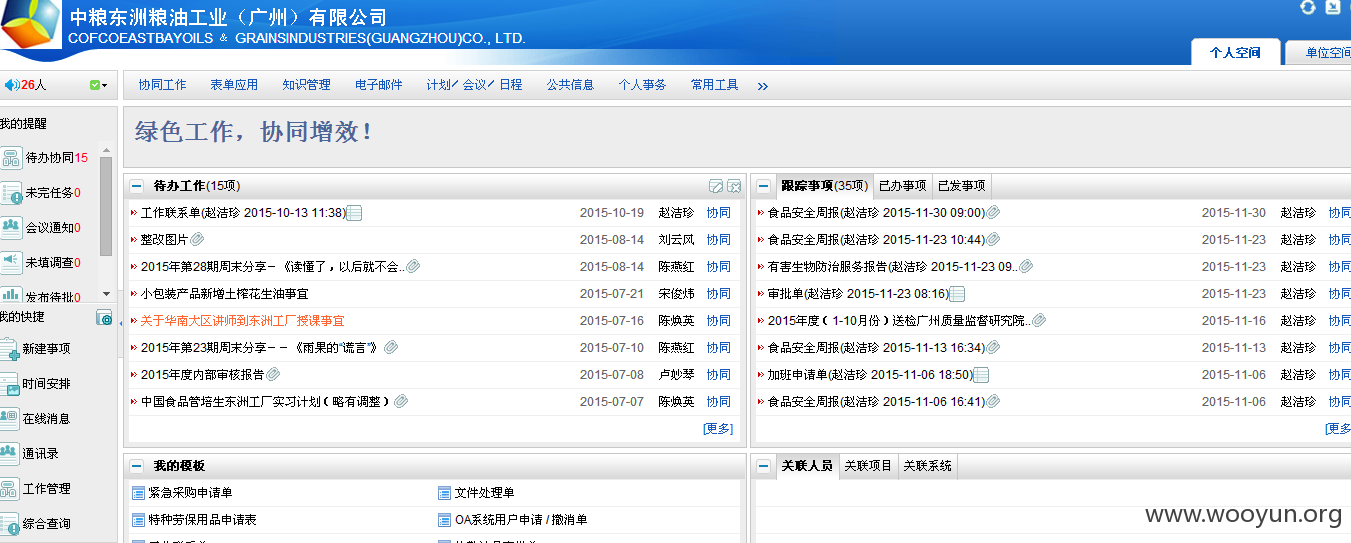 中粮东洲粮油工业（广州）有限公司
COFCOEASTBAYOILS & GRAINSINDUSTRIES(GUANGZHOU)CO., LTD.
个人空间 单位空间
26人
协同工作 表单应用 知识管理 电子邮件 计划/会议/日程 公共信息 个人事务 常用工具 »
我的提醒
待办协同15
未完任务0
会议通知0
未填调查0
发布待批0
我的快捷
新建事项
时间安排
在线消息
通讯录
工作管理
综合查询
绿色工作，协同增效！
待办工作(15项)
工作联系单(赵洁珍 2015-10-13 11:38) 2015-10-19 赵洁珍 协同
整改图片 2015-08-14 刘云风 协同
2015年第28期周末分享－《读懂了，以后就不会.. 2015-08-14 陈燕红 协同
小包装产品新增土榨花生油事宜 2015-07-21 宋俊炜 协同
关于华南大区讲师到东洲工厂授课事宜 2015-07-16 陈焕英 协同
2015年第23期周末分享－－《雨果的“谎言”》 2015-07-10 陈燕红 协同
2015年度内部审核报告 2015-07-08 卢妙琴 协同
中国食品管培生东洲工厂实习计划（略有调整） 2015-07-07 陈焕英 协同
[更多]
跟踪事项(35项) 已办事项 已发事项
食品安全周报(赵洁珍 2015-11-30 09:00) 2015-11-30 赵洁珍 协同
食品安全周报(赵洁珍 2015-11-23 10:44) 2015-11-23 赵洁珍 协同
有害生物防治服务报告(赵洁珍 2015-11-23 09.. 2015-11-23 赵洁珍 协同
审批单(赵洁珍 2015-11-23 08:16) 2015-11-23 赵洁珍 协同
2015年度（1-10月份）送检广州质量监督研究院.. 2015-11-16 赵洁珍 协同
食品安全周报(赵洁珍 2015-11-13 16:34) 2015-11-13 赵洁珍 协同
加班申请单(赵洁珍 2015-11-06 18:50) 2015-11-06 赵洁珍 协同
食品安全周报(赵洁珍 2015-11-06 16:41) 2015-11-06 赵洁珍 协同
[更多
我的模板
紧急采购申请单 文件处理单
特种劳保用品申请表 OA系统用户申请/撤消单
关联人员 关联项目 关联系统
www.wooyun.org